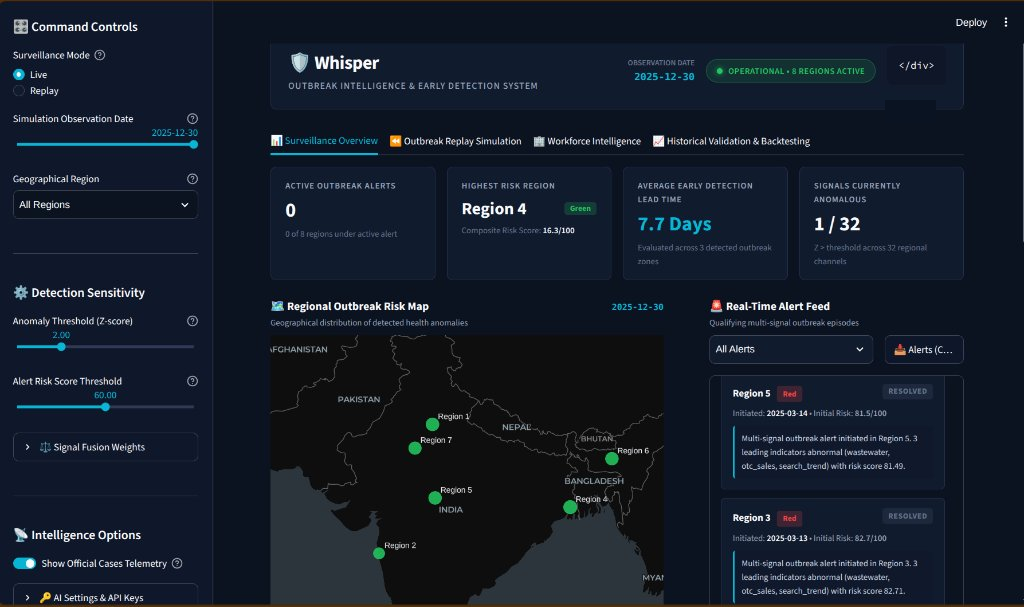 Deploy
🎛️ Command Controls
Surveillance Mode
Live
Replay
Simulation Observation Date
2025-12-30
Geographical Region
All Regions
⚙️ Detection Sensitivity
Anomaly Threshold (Z-score)
2.00
Alert Risk Score Threshold
60.00
⚖️ Signal Fusion Weights
📡 Intelligence Options
Show Official Cases Telemetry
🔑 AI Settings & API Keys
🛡️ Whisper
OUTBREAK INTELLIGENCE & EARLY DETECTION SYSTEM
OBSERVATION DATE
2025-12-30
OPERATIONAL • 8 REGIONS ACTIVE
</div>
📊 Surveillance Overview
⏪ Outbreak Replay Simulation
🏢 Workforce Intelligence
📈 Historical Validation & Backtesting
ACTIVE OUTBREAK ALERTS
0
0 of 8 regions under active alert
HIGHEST RISK REGION
Region 4
Green
Composite Risk Score: 16.3/100
AVERAGE EARLY DETECTION
LEAD TIME
7.7 Days
Evaluated across 3 detected outbreak
zones
SIGNALS CURRENTLY
ANOMALOUS
1 / 32
Z > threshold across 32 regional
channels
🗺️ Regional Outbreak Risk Map
2025-12-30
Geographical distribution of detected health anomalies
AFGHANISTAN
PAKISTAN
Region 1
NEPAL
Region 7
BHUTAN
Region 6
BANGLADESH
Region 5
INDIA
Region 4
Region 2
MYAN
🚨 Real-Time Alert Feed
Qualifying multi-signal outbreak episodes
All Alerts
📥 Alerts (C...
Region 5
Red
RESOLVED
Initiated: 2025-03-14 • Initial Risk: 81.5/100
Multi-signal outbreak alert initiated in Region 5. 3
leading indicators abnormal (wastewater,
otc_sales, search_trend) with risk score 81.49.
Region 3
Red
RESOLVED
Initiated: 2025-03-13 • Initial Risk: 82.7/100
Multi-signal outbreak alert initiated in Region 3. 3
leading indicators abnormal (wastewater,
otc_sales, search_trend) with risk score 82.71.